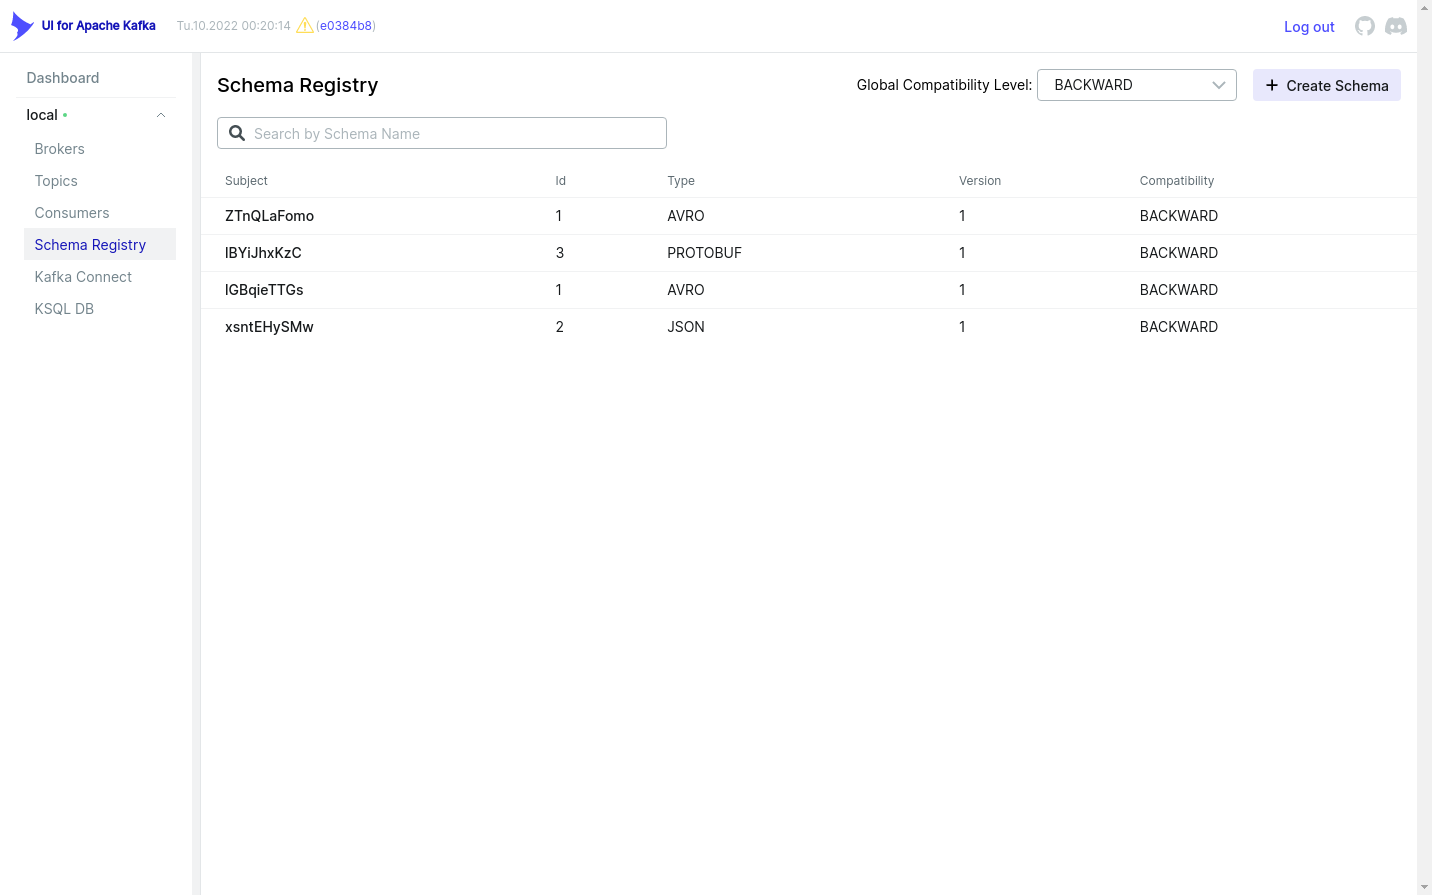 UI for Apache Kafka Tu.10.2022 00:20:14 (e0384b8) Log out
Dashboard
local
Brokers
Topics
Consumers
Schema Registry
Kafka Connect
KSQL DB
Schema Registry Global Compatibility Level: BACKWARD Create Schema
Search by Schema Name
Subject Id Type Version Compatibility
ZTnQLaFomo 1 AVRO 1 BACKWARD
lBYiJhxKzC 3 PROTOBUF 1 BACKWARD
lGBqieTTGs 1 AVRO 1 BACKWARD
xsntEHySMw 2 JSON 1 BACKWARD